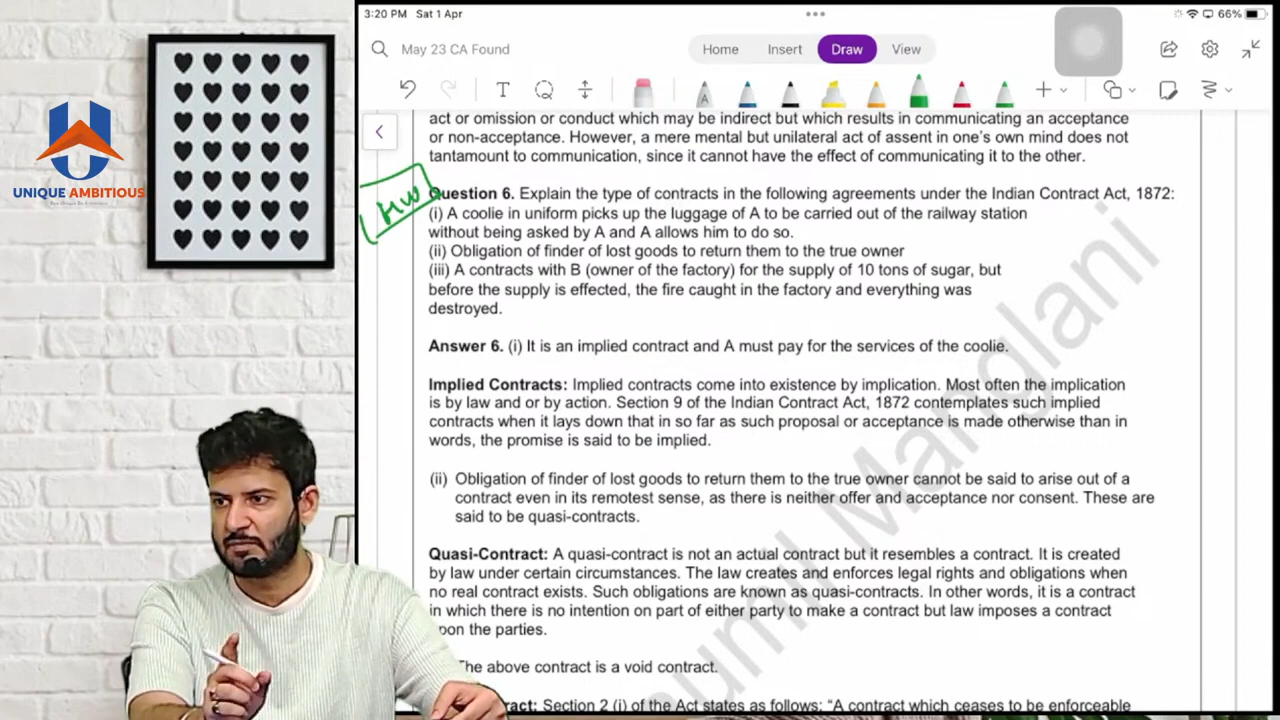 3:20 PM Sat 1 Apr
66%
May 23 CA Found
Home Insert Draw View
UNIQUE AMBITIOUS
act or omission or conduct which may be indirect but which results in communicating an acceptance
or non-acceptance. However, a mere mental but unilateral act of assent in one's own mind does not
tantamount to communication, since it cannot have the effect of communicating it to the other.
HW
Question 6. Explain the type of contracts in the following agreements under the Indian Contract Act, 1872:
(i) A coolie in uniform picks up the luggage of A to be carried out of the railway station
without being asked by A and A allows him to do so.
(ii) Obligation of finder of lost goods to return them to the true owner
(iii) A contracts with B (owner of the factory) for the supply of 10 tons of sugar, but
before the supply is effected, the fire caught in the factory and everything was
destroyed.
Answer 6. (i) It is an implied contract and A must pay for the services of the coolie.
Implied Contracts: Implied contracts come into existence by implication. Most often the implication
is by law and or by action. Section 9 of the Indian Contract Act, 1872 contemplates such implied
contracts when it lays down that in so far as such proposal or acceptance is made otherwise than in
words, the promise is said to be implied.
(ii) Obligation of finder of lost goods to return them to the true owner cannot be said to arise out of a
contract even in its remotest sense, as there is neither offer and acceptance nor consent. These are
said to be quasi-contracts.
Quasi-Contract: A quasi-contract is not an actual contract but it resembles a contract. It is created
by law under certain circumstances. The law creates and enforces legal rights and obligations when
no real contract exists. Such obligations are known as quasi-contracts. In other words, it is a contract
in which there is no intention on part of either party to make a contract but law imposes a contract
upon the parties.
The above contract is a void contract.
Section 2 (i) of the Act states as follows: "A contract which ceases to be enforceable
Manglani